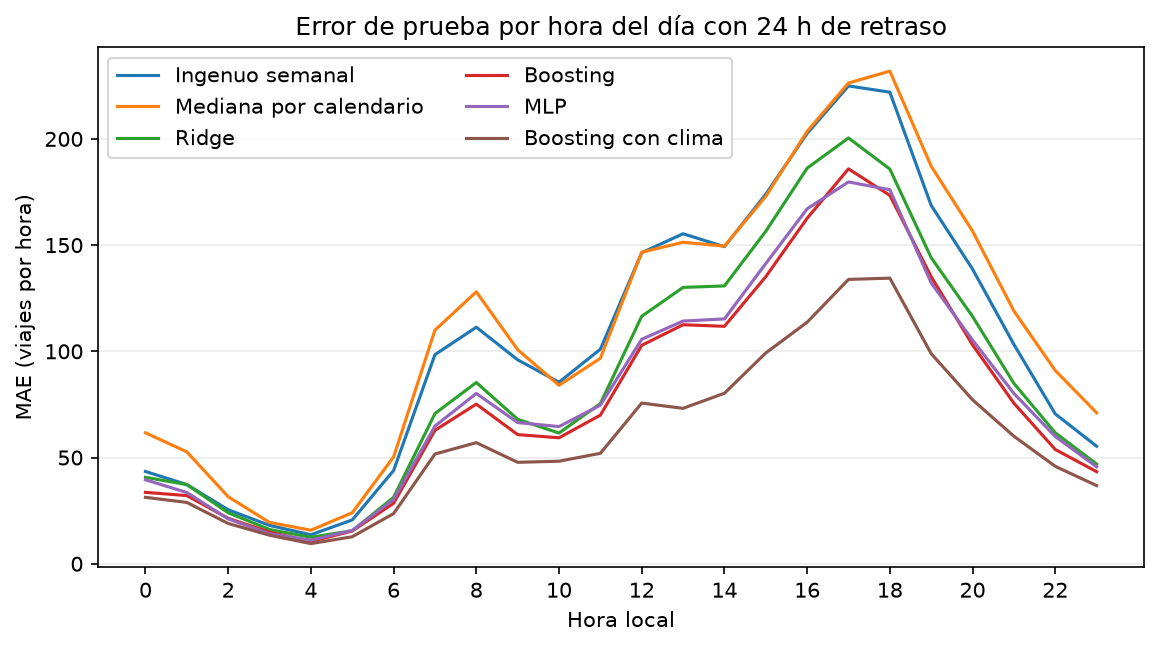 Error de prueba por hora del día con 24 h de retraso
Ingenuo semanal
Mediana por calendario
Ridge
Boosting
MLP
Boosting con clima
MAE (viajes por hora)
200
150
100
50
0
0 2 4 6 8 10 12 14 16 18 20 22
Hora local